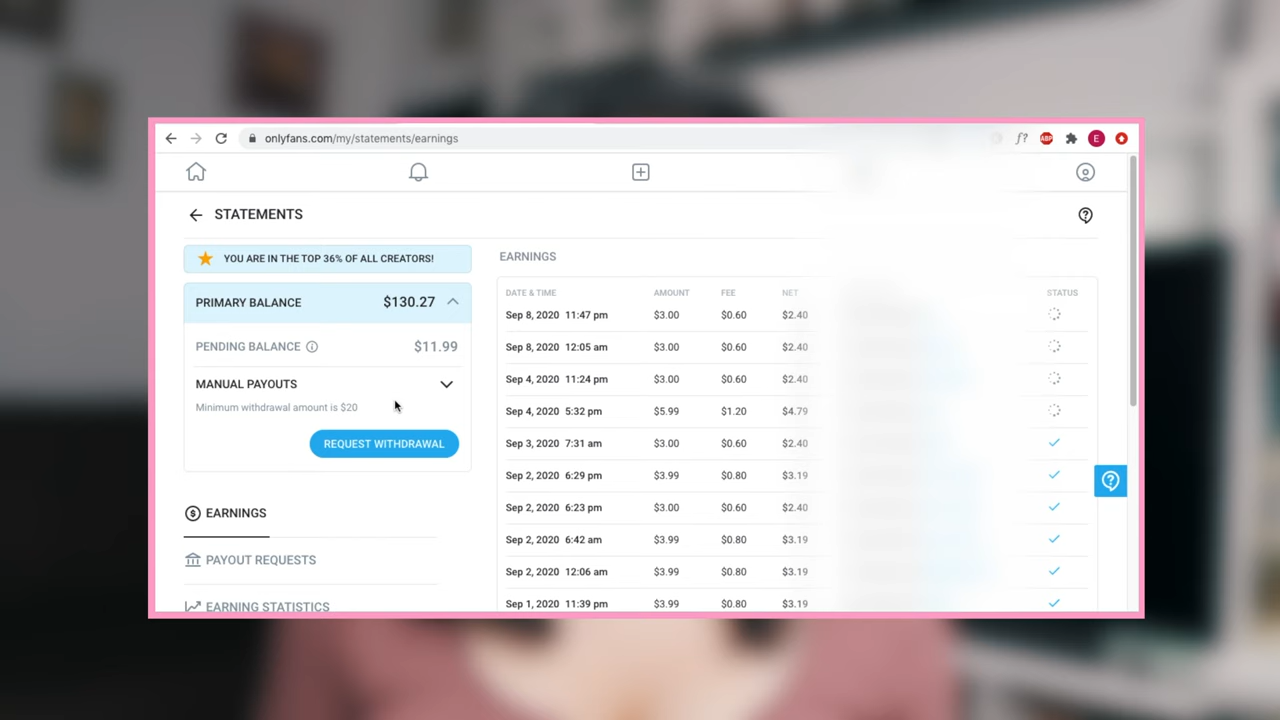 onlyfans.com/my/statements/earnings
f? ABP E
STATEMENTS
YOU ARE IN THE TOP 36% OF ALL CREATORS!
PRIMARY BALANCE $130.27
PENDING BALANCE $11.99
MANUAL PAYOUTS
Minimum withdrawal amount is $20
REQUEST WITHDRAWAL
EARNINGS
PAYOUT REQUESTS
EARNING STATISTICS
EARNINGS
DATE & TIME AMOUNT FEE NET STATUS
Sep 8, 2020 11:47 pm $3.00 $0.60 $2.40
Sep 8, 2020 12:05 am $3.00 $0.60 $2.40
Sep 4, 2020 11:24 pm $3.00 $0.60 $2.40
Sep 4, 2020 5:32 pm $5.99 $1.20 $4.79
Sep 3, 2020 7:31 am $3.00 $0.60 $2.40
Sep 2, 2020 6:29 pm $3.99 $0.80 $3.19
Sep 2, 2020 6:23 pm $3.00 $0.60 $2.40
Sep 2, 2020 6:42 am $3.99 $0.80 $3.19
Sep 2, 2020 12:06 am $3.99 $0.80 $3.19
Sep 1, 2020 11:39 pm $3.99 $0.80 $3.19